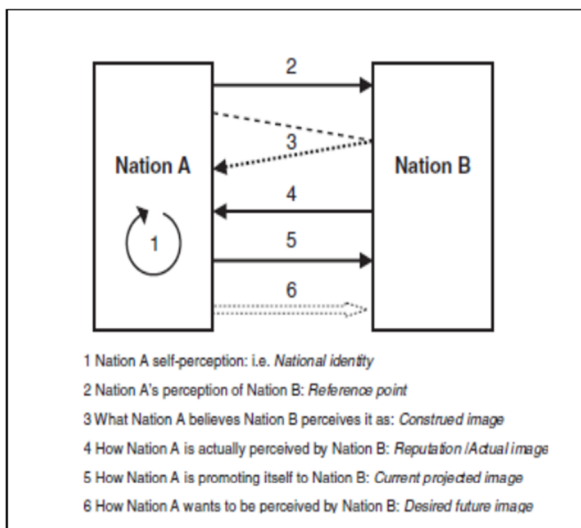 2
3
Nation A
Nation B
4
1
5
6
1 Nation A self-perception: i.e. National identity
2 Nation A's perception of Nation B: Reference point
3 What Nation A believes Nation B perceives it as: Construed image
4 How Nation A is actually perceived by Nation B: Reputation /Actual image
5 How Nation A is promoting itself to Nation B: Current projected image
6 How Nation A wants to be perceived by Nation B: Desired future image